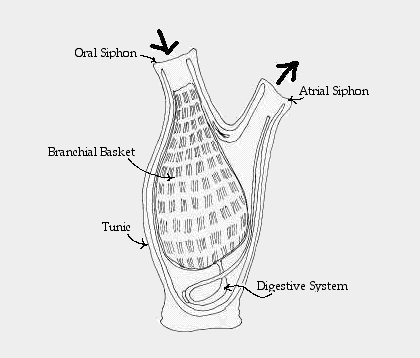 Oral Siphon
Atrial Siphon
Branchial Basket
Tunic
Digestive System